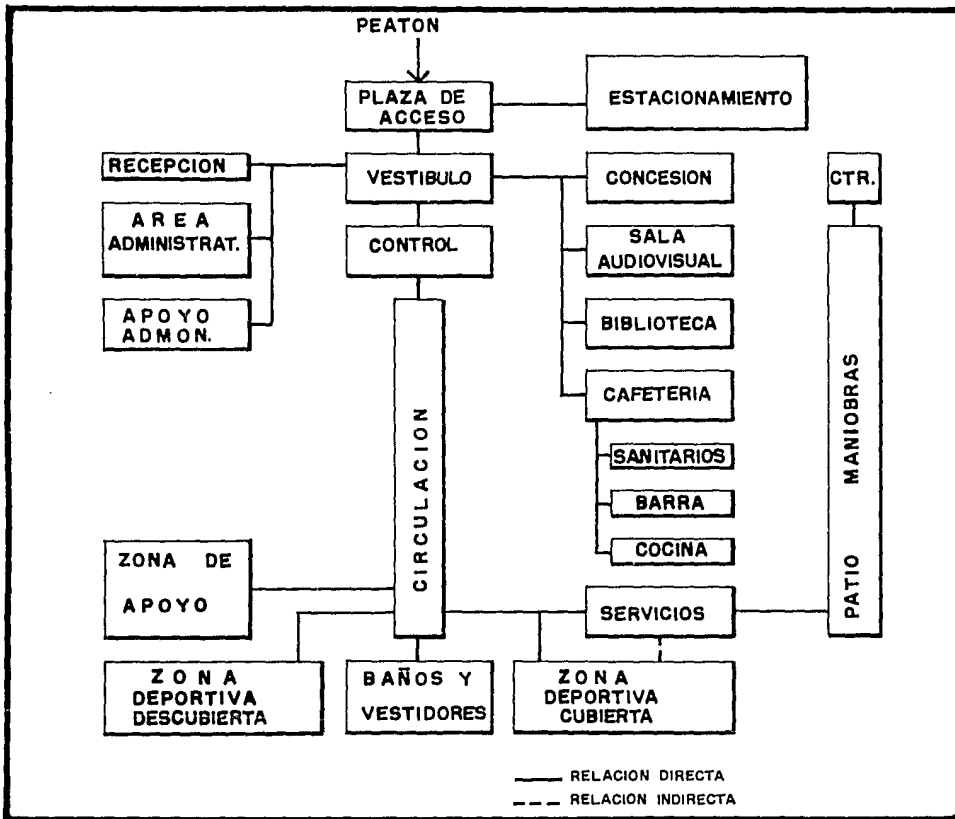 PEATON
PLAZA DE
ACCESO
ESTACIONAMIENTO
RECEPCION
VESTIBULO
CONCESION
CTR.
AREA
ADMINISTRAT.
CONTROL
SALA
AUDIOVISUAL
APOYO
ADMON.
BIBLIOTECA
CAFETERIA
SANITARIOS
BARRA
COCINA
CIRCULACION
PATIO MANIOBRAS
ZONA DE
APOYO
SERVICIOS
ZONA
DEPORTIVA
DESCUBIERTA
BAÑOS Y
VESTIDORES
ZONA
DEPORTIVA
CUBIERTA
RELACION DIRECTA
RELACION INDIRECTA